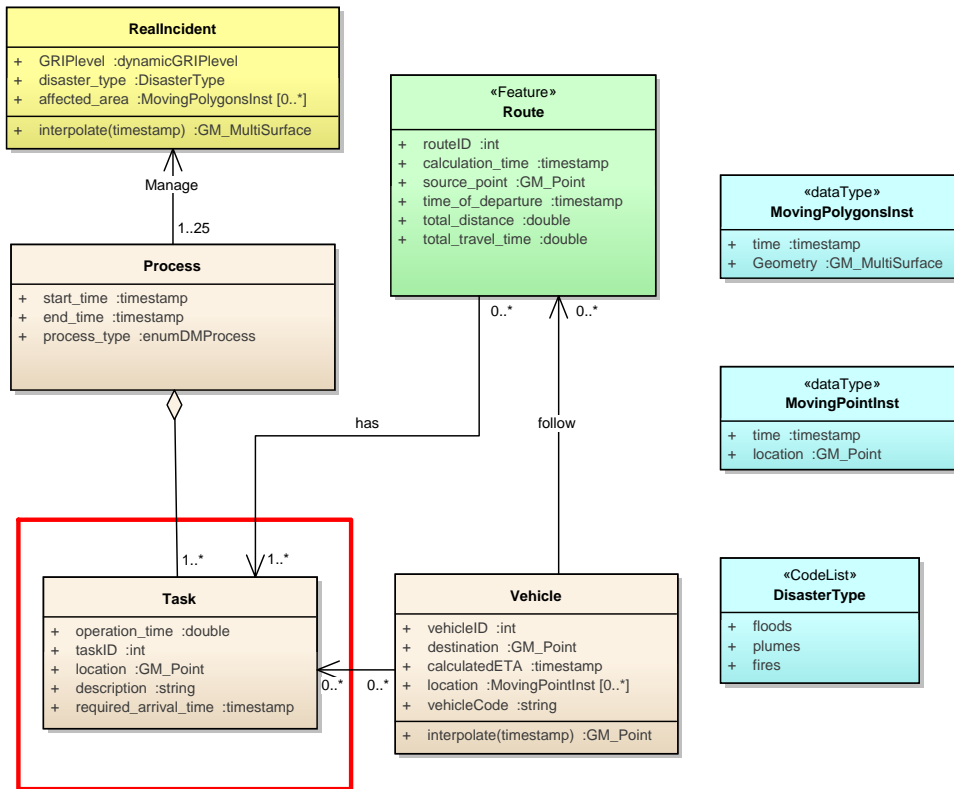 RealIncident
+ GRIPlevel :dynamicGRIPlevel
+ disaster_type :DisasterType
+ affected_area :MovingPolygonsInst [0..*]
+ interpolate(timestamp) :GM_MultiSurface
Manage
1..25
Process
+ start_time :timestamp
+ end_time :timestamp
+ process_type :enumDMProcess
«Feature»
Route
+ routeID :int
+ calculation_time :timestamp
+ source_point :GM_Point
+ time_of_departure :timestamp
+ total_distance :double
+ total_travel_time :double
0..*
0..*
has
follow
1..*
1..*
Task
+ operation_time :double
+ taskID :int
+ location :GM_Point
+ description :string
+ required_arrival_time :timestamp
0..*
0..*
Vehicle
+ vehicleID :int
+ destination :GM_Point
+ calculatedETA :timestamp
+ location :MovingPointInst [0..*]
+ vehicleCode :string
+ interpolate(timestamp) :GM_Point
«dataType»
MovingPolygonsInst
+ time :timestamp
+ Geometry :GM_MultiSurface
«dataType»
MovingPointInst
+ time :timestamp
+ location :GM_Point
«CodeList»
DisasterType
+ floods
+ plumes
+ fires